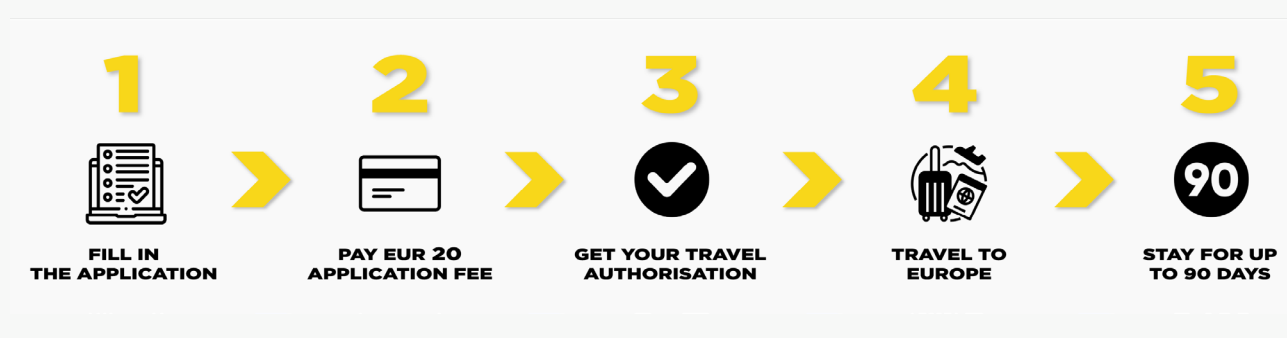 1
FILL IN
THE APPLICATION
2
PAY EUR 20
APPLICATION FEE
3
GET YOUR TRAVEL
AUTHORISATION
4
TRAVEL TO
EUROPE
5
90
STAY FOR UP
TO 90 DAYS